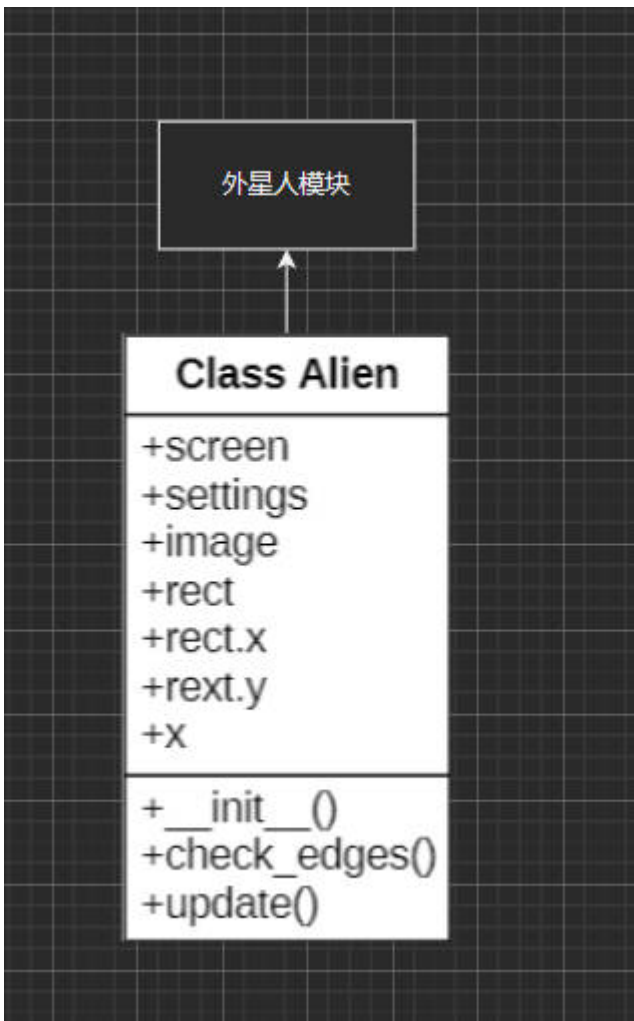 外星人模块
Class Alien
+screen
+settings
+image
+rect
+rect.x
+rext.y
+x
+__init__()
+check_edges()
+update()